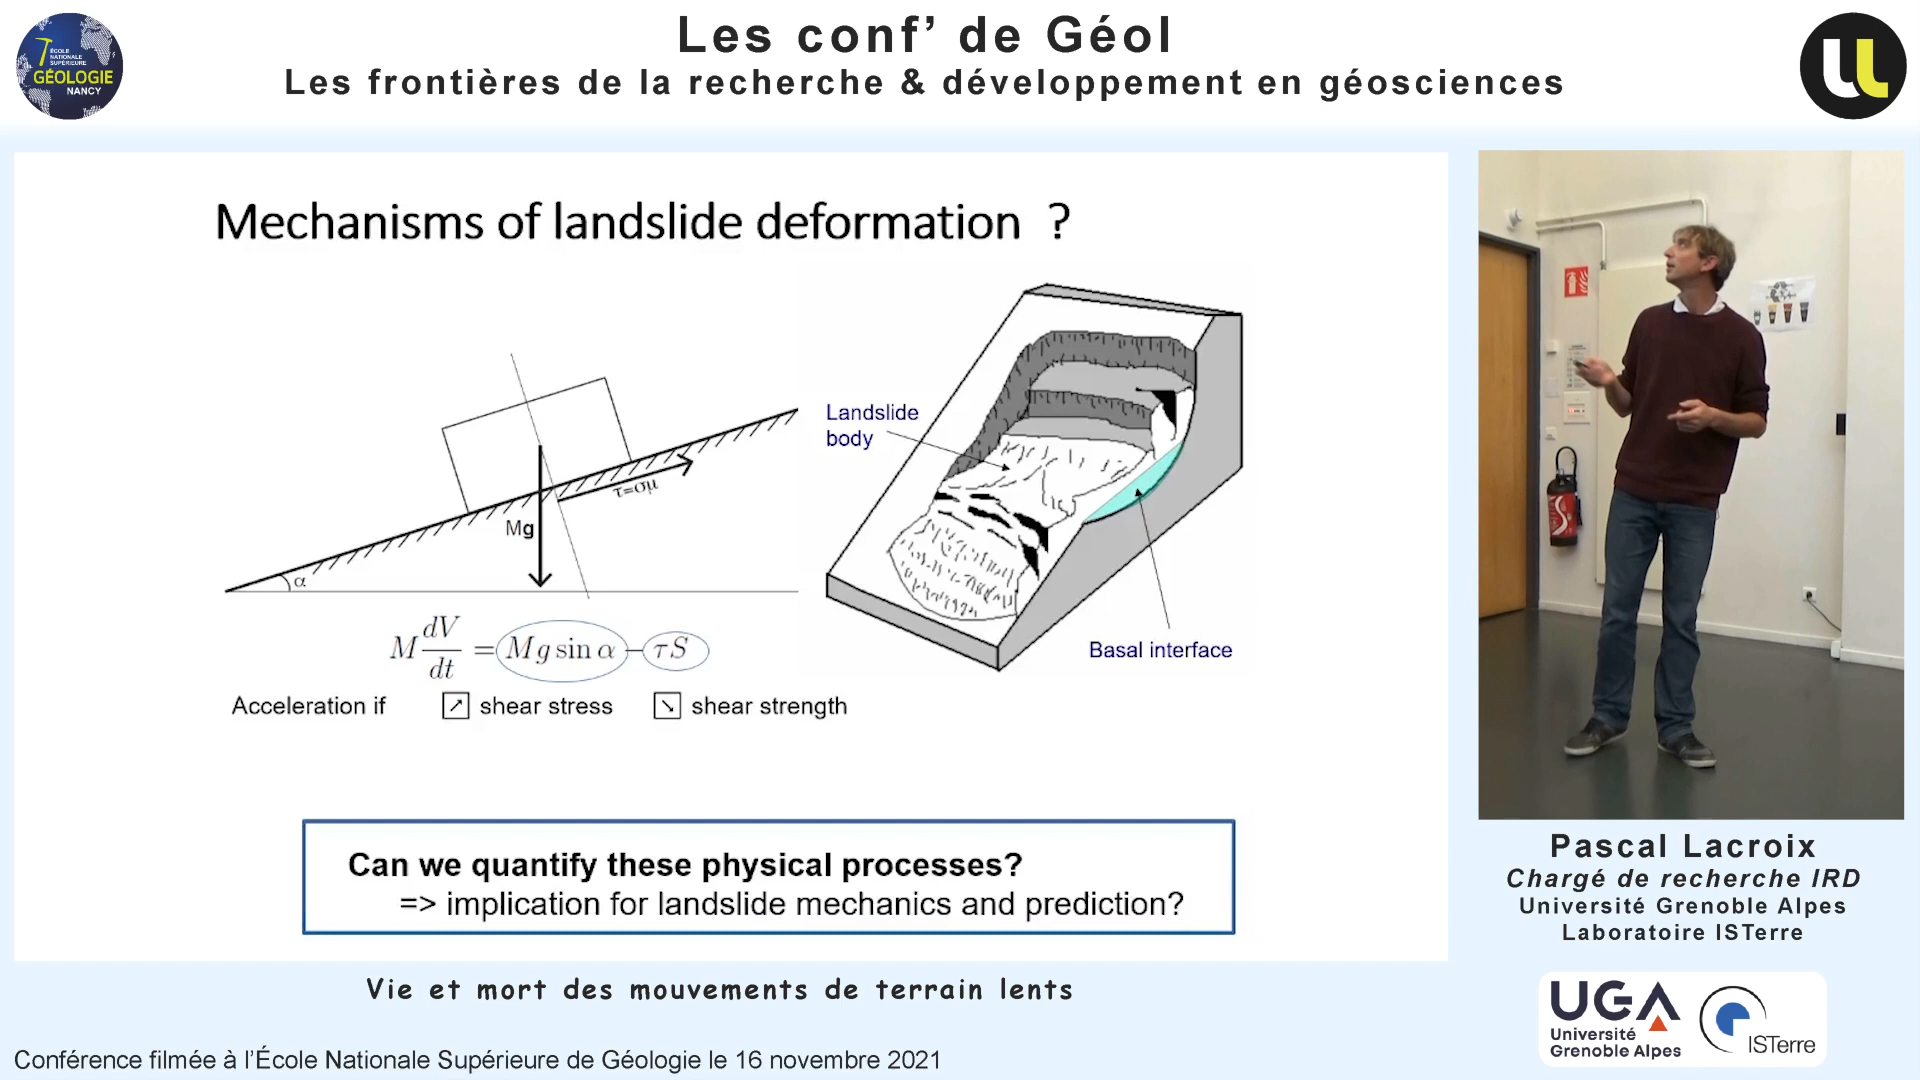 Les conf’ de Géol
Les frontières de la recherche & développement en géosciences
ÉCOLE
NATIONALE
SUPÉRIEURE
GÉOLOGIE
NANCY
Mechanisms of landslide deformation ?
Landslide
body
τ=σμ
Mg
α
Basal interface
M dV/dt = Mg sin α − τS
Acceleration if ↗ shear stress ↘ shear strength
Can we quantify these physical processes?
=> implication for landslide mechanics and prediction?
Pascal Lacroix
Chargé de recherche IRD
Université Grenoble Alpes
Laboratoire ISTerre
Vie et mort des mouvements de terrain lents
UGA
Université
Grenoble Alpes
ISTerre
Conférence filmée à l’École Nationale Supérieure de Géologie le 16 novembre 2021